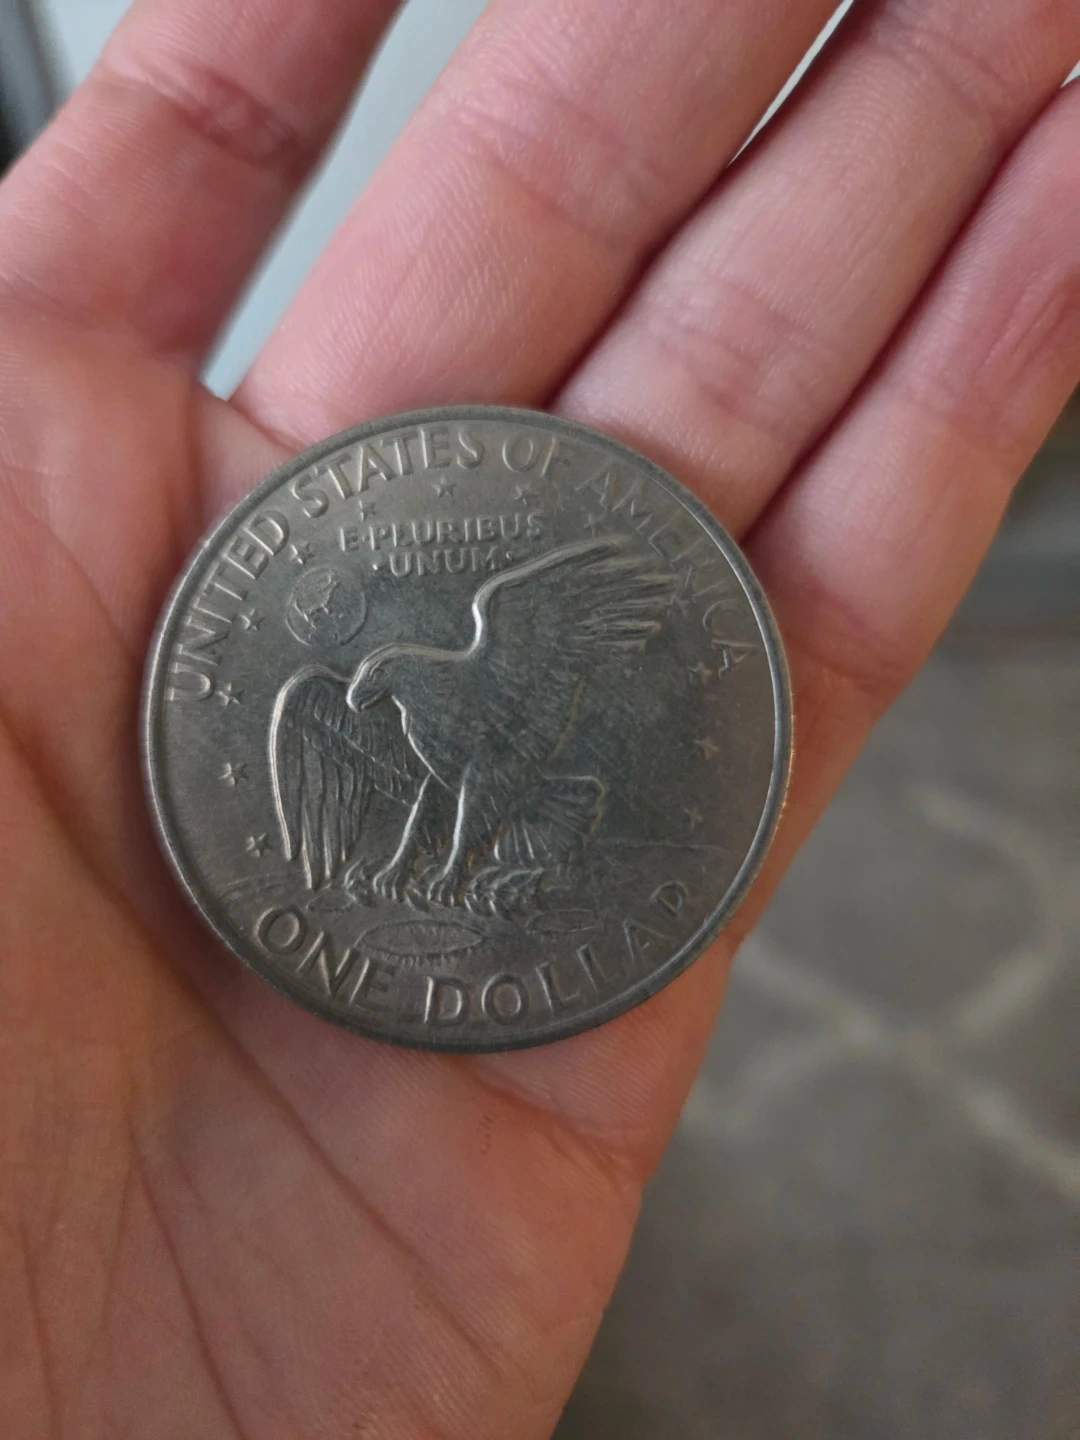 UNITED STATES OF AMERICA
E·PLURIBUS
·UNUM·
ONE DOLLAR